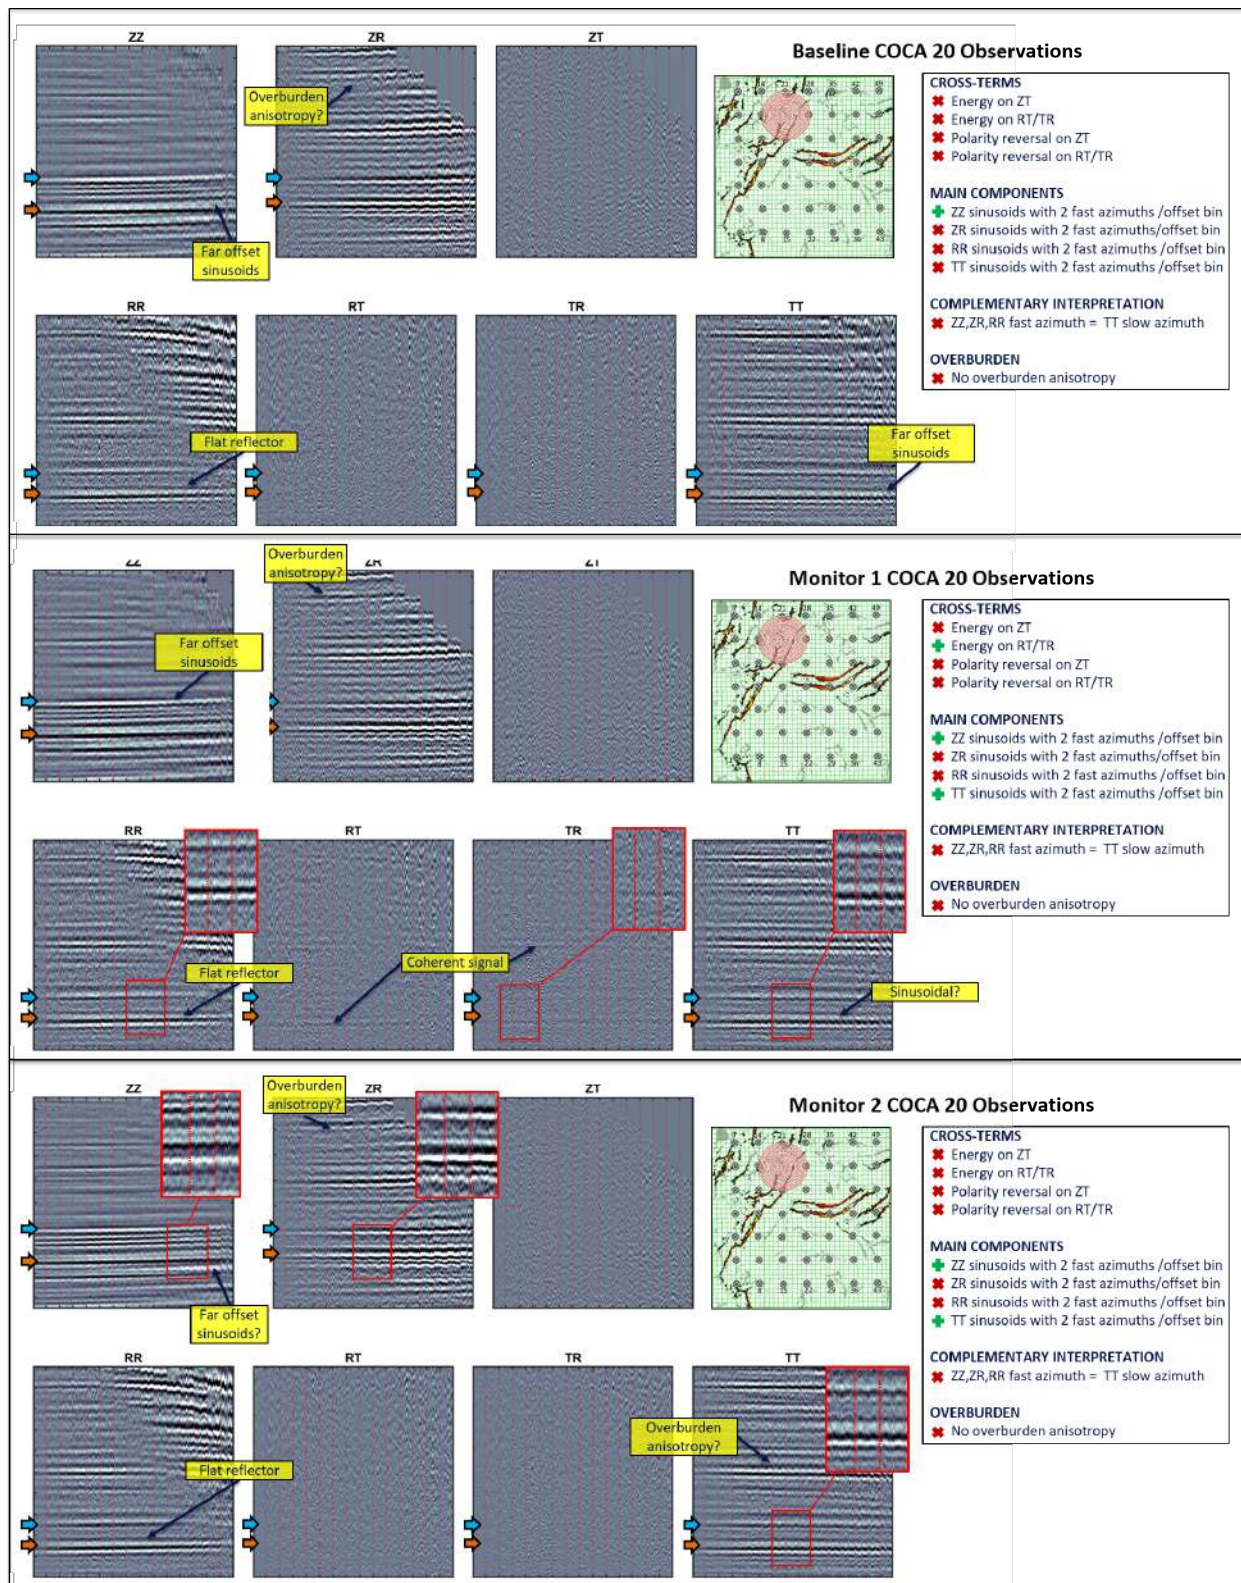 ZZ
ZR
ZT
Baseline COCA 20 Observations
Overburden
anisotropy?
Far offset
sinusoids
CROSS-TERMS
Energy on ZT
Energy on RT/TR
Polarity reversal on ZT
Polarity reversal on RT/TR
MAIN COMPONENTS
ZZ sinusoids with 2 fast azimuths /offset bin
ZR sinusoids with 2 fast azimuths/offset bin
RR sinusoids with 2 fast azimuths /offset bin
TT sinusoids with 2 fast azimuths /offset bin
COMPLEMENTARY INTERPRETATION
ZZ,ZR,RR fast azimuth = TT slow azimuth
OVERBURDEN
No overburden anisotropy
RR
RT
TR
TT
Flat reflector
Far offset
sinusoids
ZZ
ZR
ZT
Monitor 1 COCA 20 Observations
Overburden
anisotropy?
Far offset
sinusoids
CROSS-TERMS
Energy on ZT
Energy on RT/TR
Polarity reversal on ZT
Polarity reversal on RT/TR
MAIN COMPONENTS
ZZ sinusoids with 2 fast azimuths /offset bin
ZR sinusoids with 2 fast azimuths/offset bin
RR sinusoids with 2 fast azimuths /offset bin
TT sinusoids with 2 fast azimuths /offset bin
COMPLEMENTARY INTERPRETATION
ZZ,ZR,RR fast azimuth = TT slow azimuth
OVERBURDEN
No overburden anisotropy
RR
RT
TR
TT
Flat reflector
Coherent signal
Sinusoidal?
ZZ
ZR
ZT
Monitor 2 COCA 20 Observations
Overburden
anisotropy?
Far offset
sinusoids?
CROSS-TERMS
Energy on ZT
Energy on RT/TR
Polarity reversal on ZT
Polarity reversal on RT/TR
MAIN COMPONENTS
ZZ sinusoids with 2 fast azimuths /offset bin
ZR sinusoids with 2 fast azimuths/offset bin
RR sinusoids with 2 fast azimuths /offset bin
TT sinusoids with 2 fast azimuths /offset bin
COMPLEMENTARY INTERPRETATION
ZZ,ZR,RR fast azimuth = TT slow azimuth
OVERBURDEN
No overburden anisotropy
RR
RT
TR
TT
Flat reflector
Overburden
anisotropy?